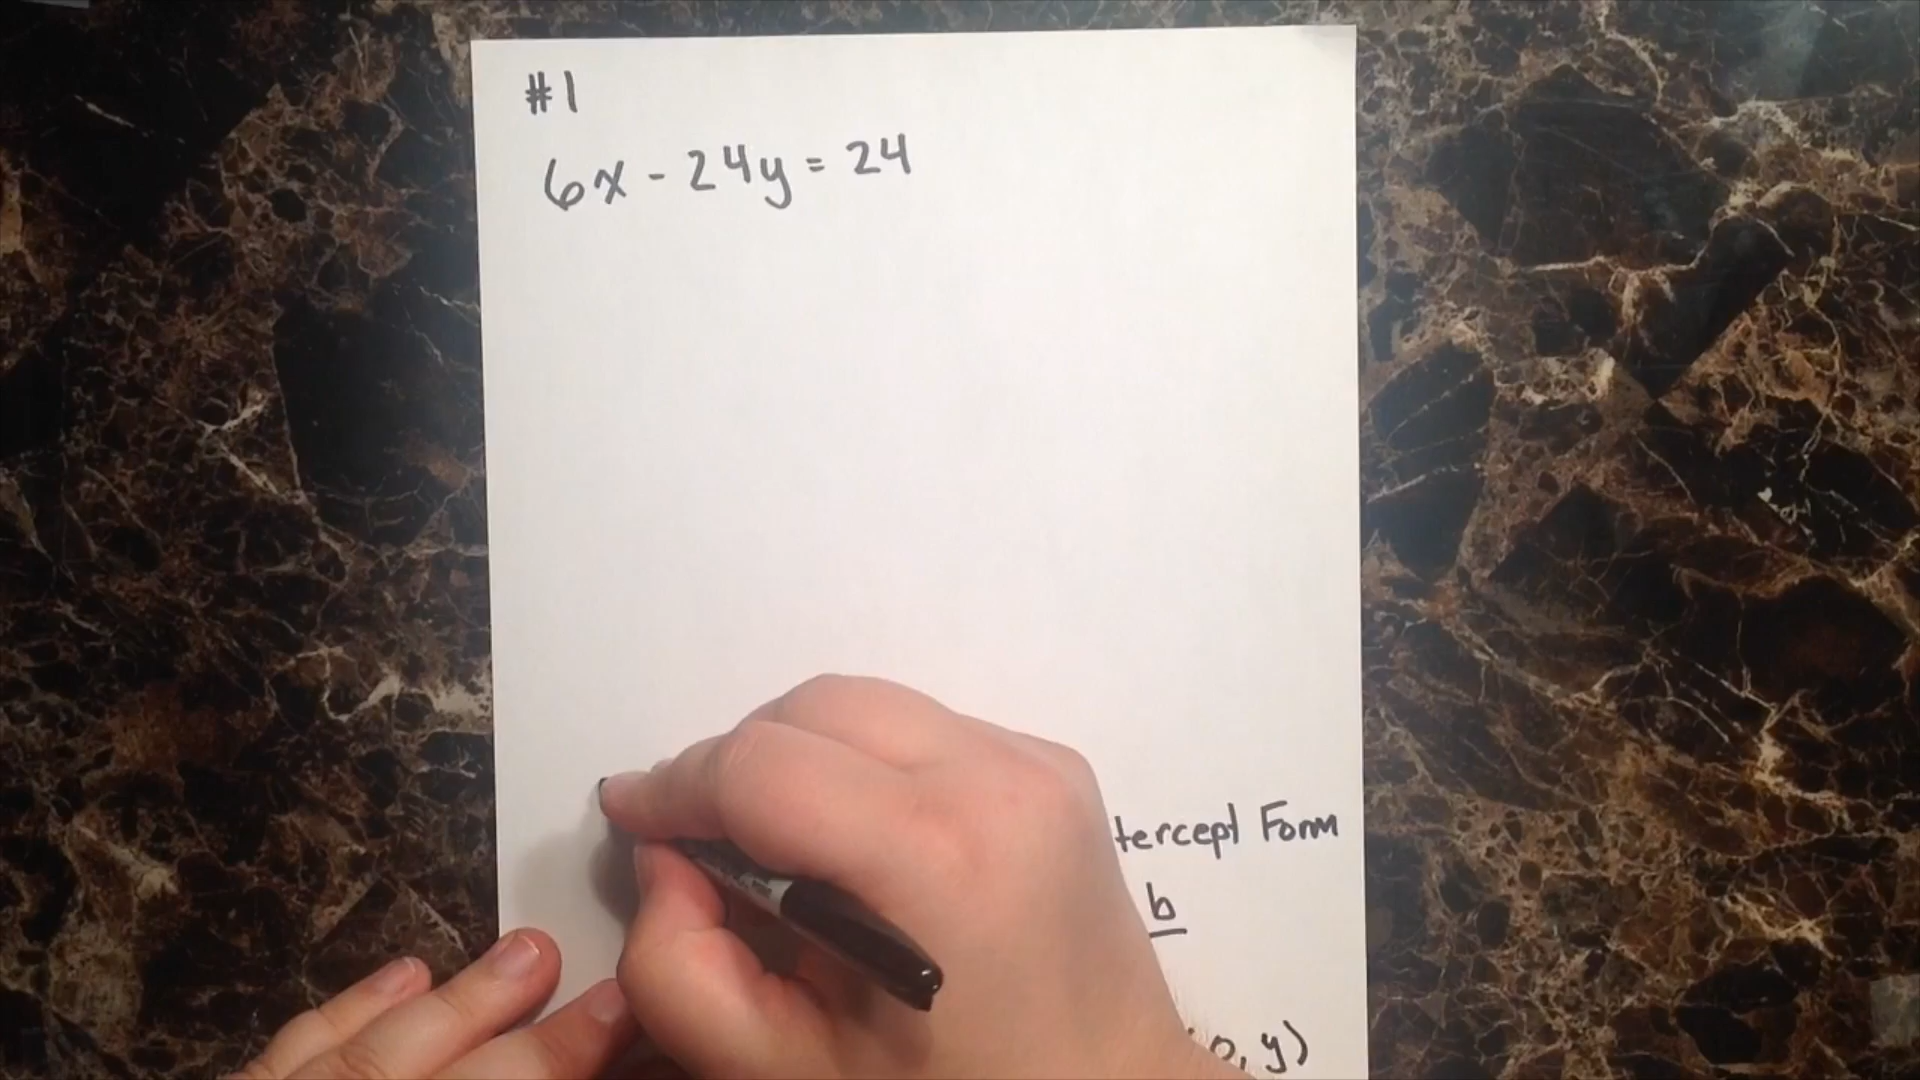 #1
6x - 24y = 24
tercept Form
b
o, y)